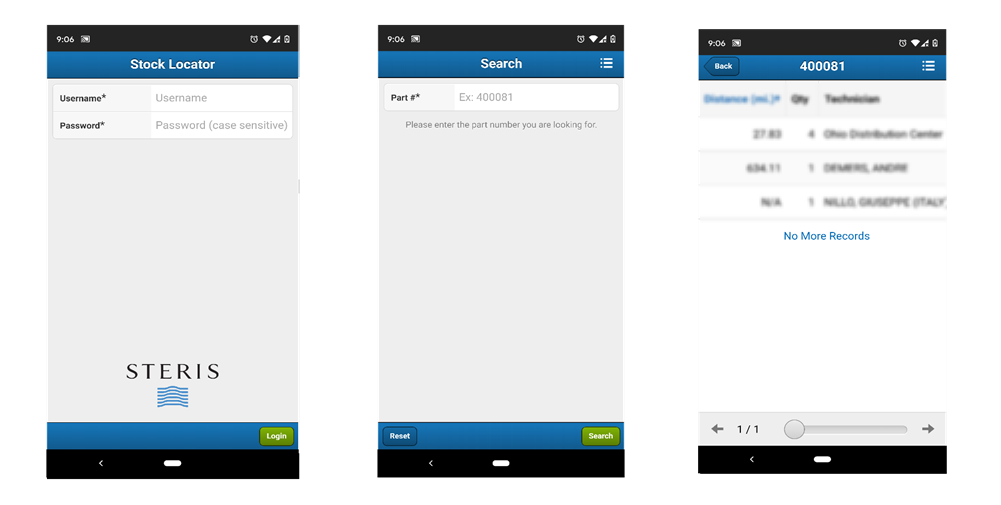 9:06
Stock Locator
Username* Username
Password* Password (case sensitive)
STERIS
Login
9:06
Search
Part #* Ex: 400081
Please enter the part number you are looking for.
Reset Search
9:06
Back 400081
Distance (mi.)* Qty Technician
27.83 4 Ohio Distribution Center
634.11 1 DEMERS, ANDRE
N/A 1 NILLO, GIUSEPPE (ITALY)
No More Records
1 / 1